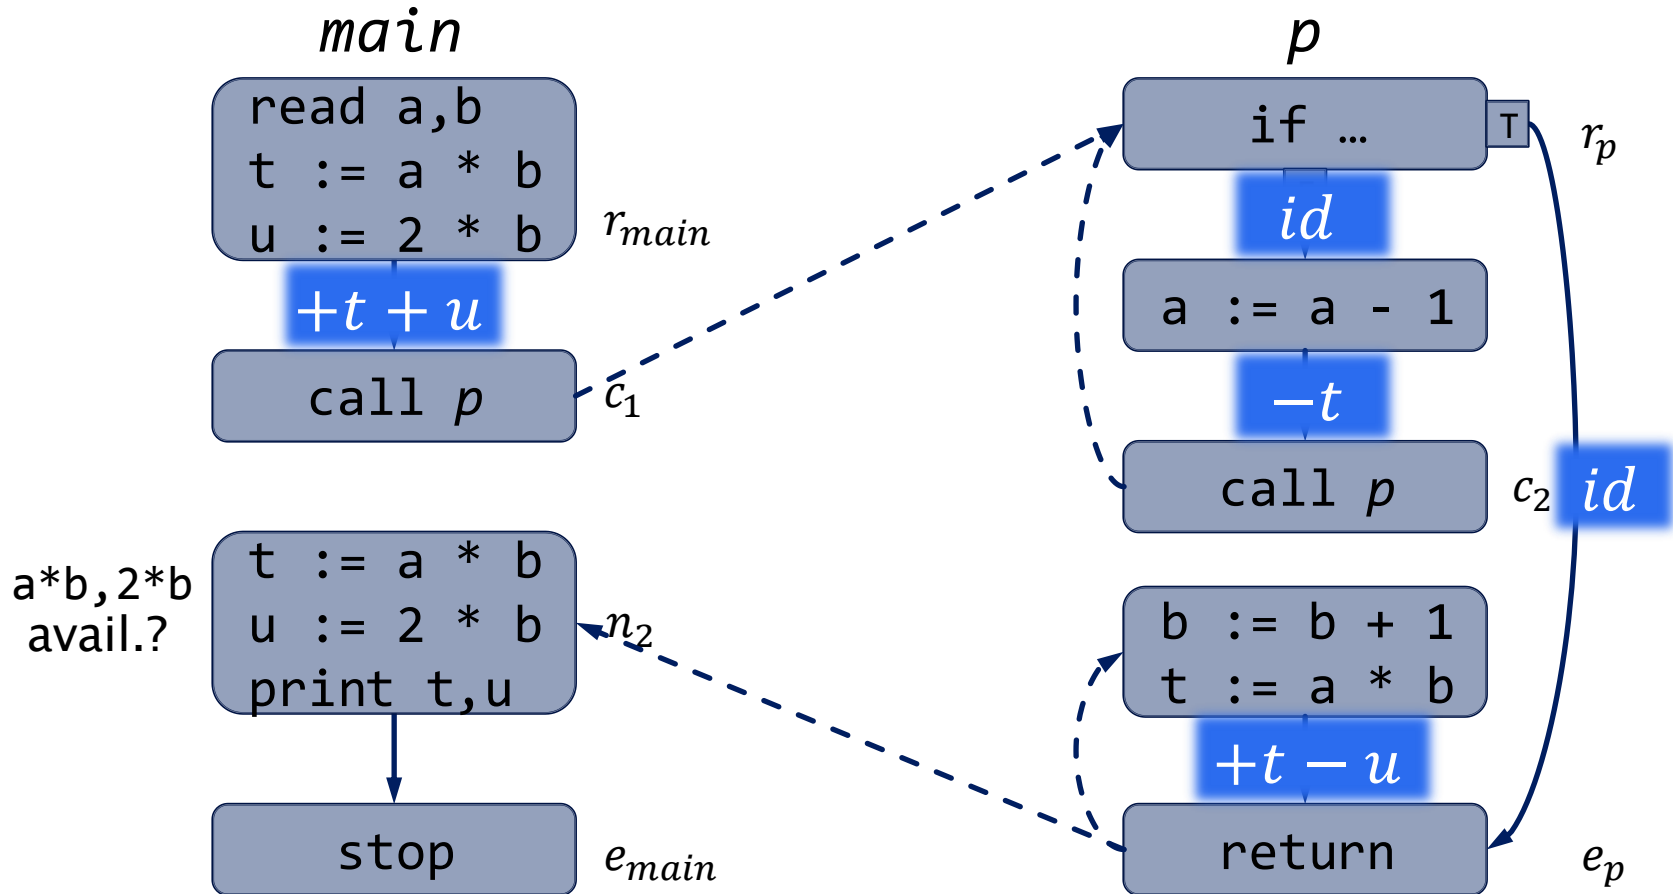 main
read a,b
t := a * b
u := 2 * b
r_main
+t + u
call p
c_1
a*b,2*b
avail.?
t := a * b
u := 2 * b
print t,u
n_2
stop
e_main
p
if …
T
r_p
id
a := a - 1
-t
call p
c_2
id
b := b + 1
t := a * b
+t − u
return
e_p